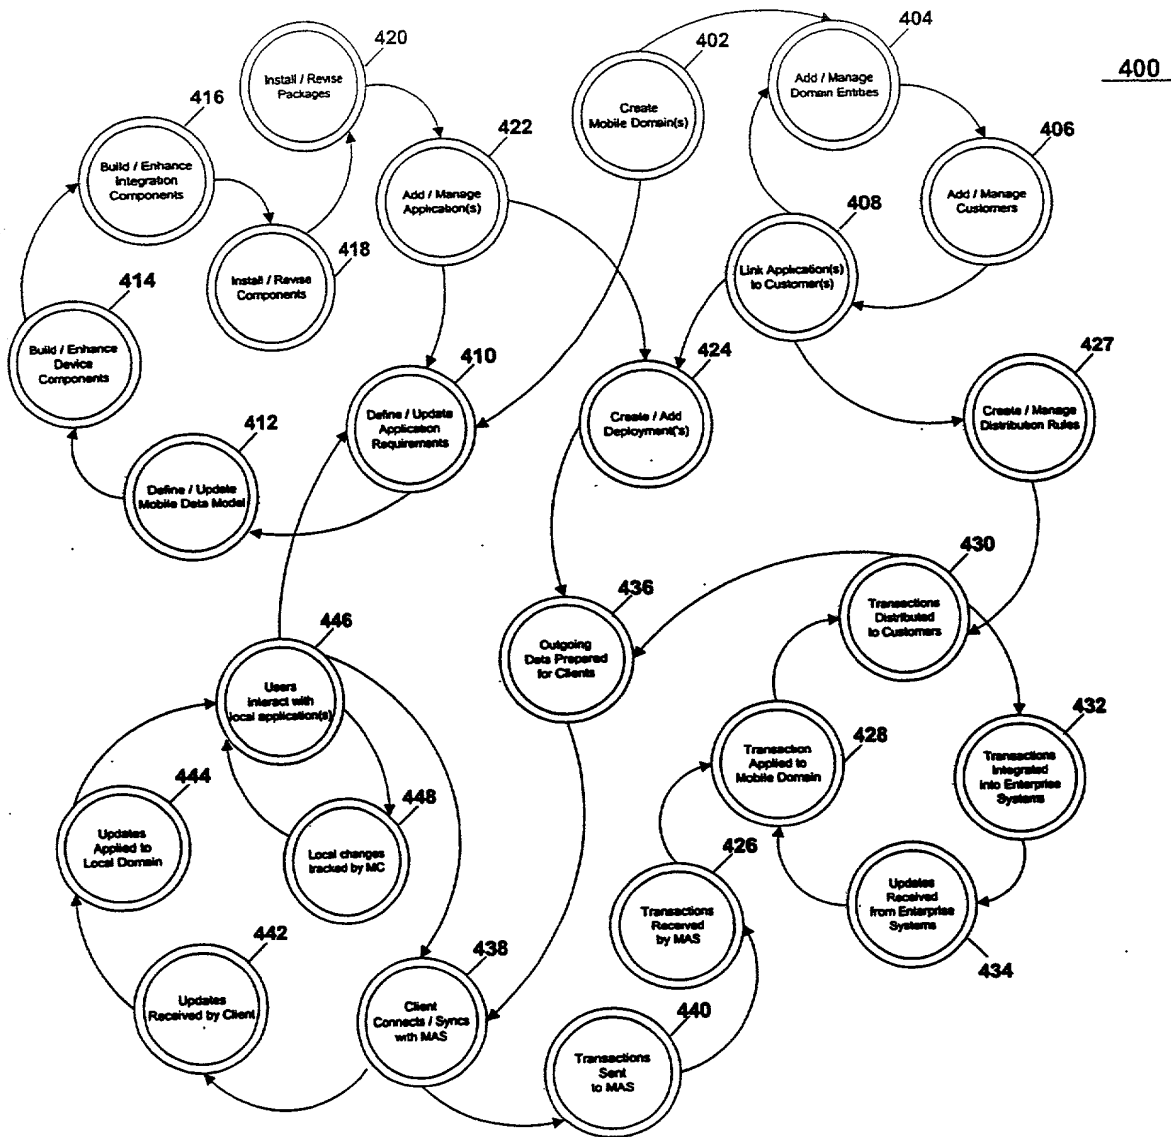 400
420
Install / Revise
Packages
402
Create
Mobile Domain(s)
404
Add / Manage
Domain Entities
416
Build / Enhance
Integration
Components
422
Add / Manage
Application(s)
406
Add / Manage
Customers
418
Install / Revise
Components
408
Link Application(s)
to Customer(s)
414
Build / Enhance
Device
Components
410
Define / Update
Application
Requirements
424
Create / Add
Deployment('s)
427
Create / Manage
Distribution Rules
412
Define / Update
Mobile Data Model
430
Transactions
Distributed
to Customers
436
Outgoing
Data Prepared
for Clients
446
Users
Interact with
local application(s)
428
Transaction
Applied to
Mobile Domain
432
Transactions
Integrated
into Enterprise
Systems
444
Updates
Applied to
Local Domain
448
Local changes
tracked by MC
426
Transactions
Received
by MAS
Updates
Received
from Enterprise
Systems
434
442
Updates
Received by Client
438
Client
Connects / Syncs
with MAS
440
Transactions
Sent
to MAS